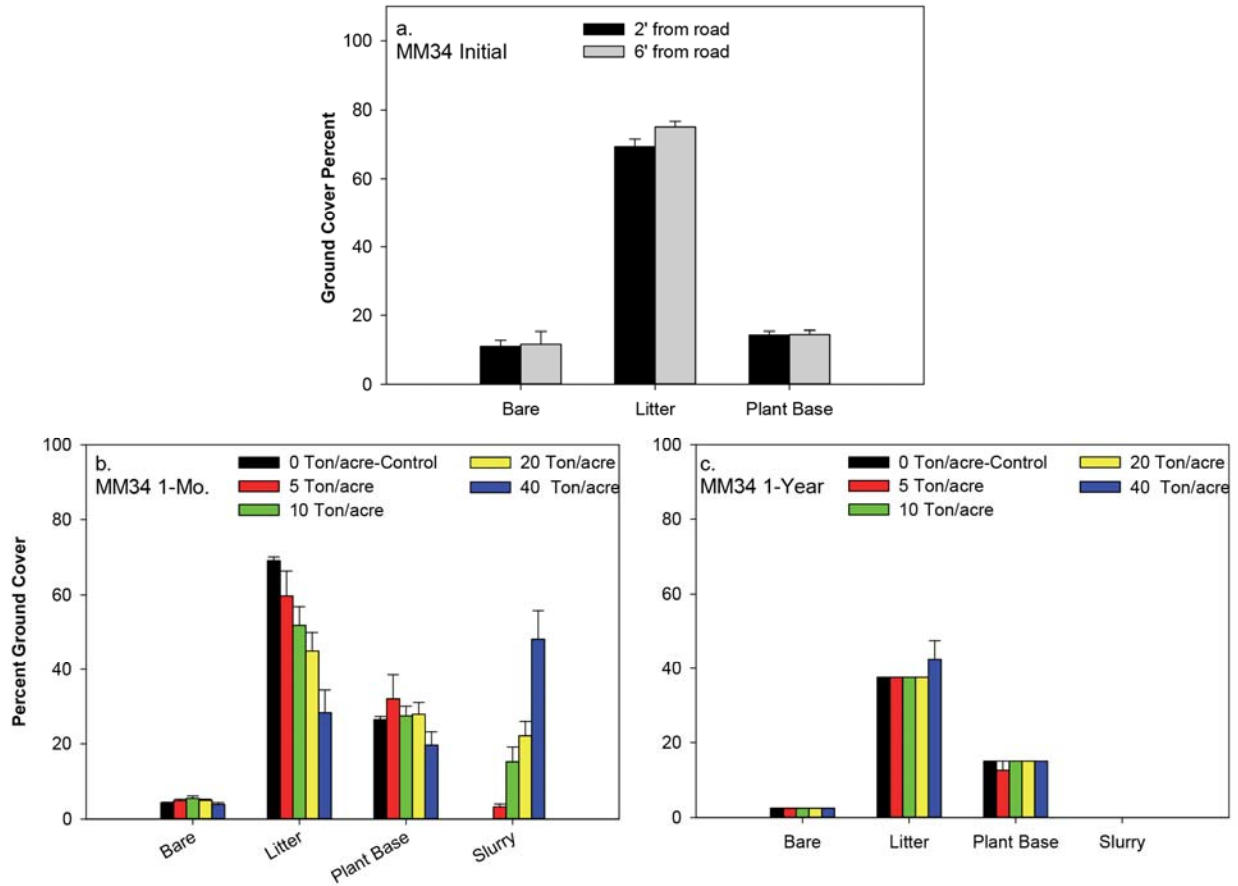 a.
MM34 Initial
2' from road
6' from road
Ground Cover Percent
100
80
60
40
20
0
Bare Litter Plant Base
b.
MM34 1-Mo.
0 Ton/acre-Control
5 Ton/acre
10 Ton/acre
20 Ton/acre
40 Ton/acre
Percent Ground Cover
100
80
60
40
20
0
Bare Litter Plant Base Slurry
c.
MM34 1-Year
0 Ton/acre-Control
5 Ton/acre
10 Ton/acre
20 Ton/acre
40 Ton/acre
100
80
60
40
20
0
Bare Litter Plant Base Slurry